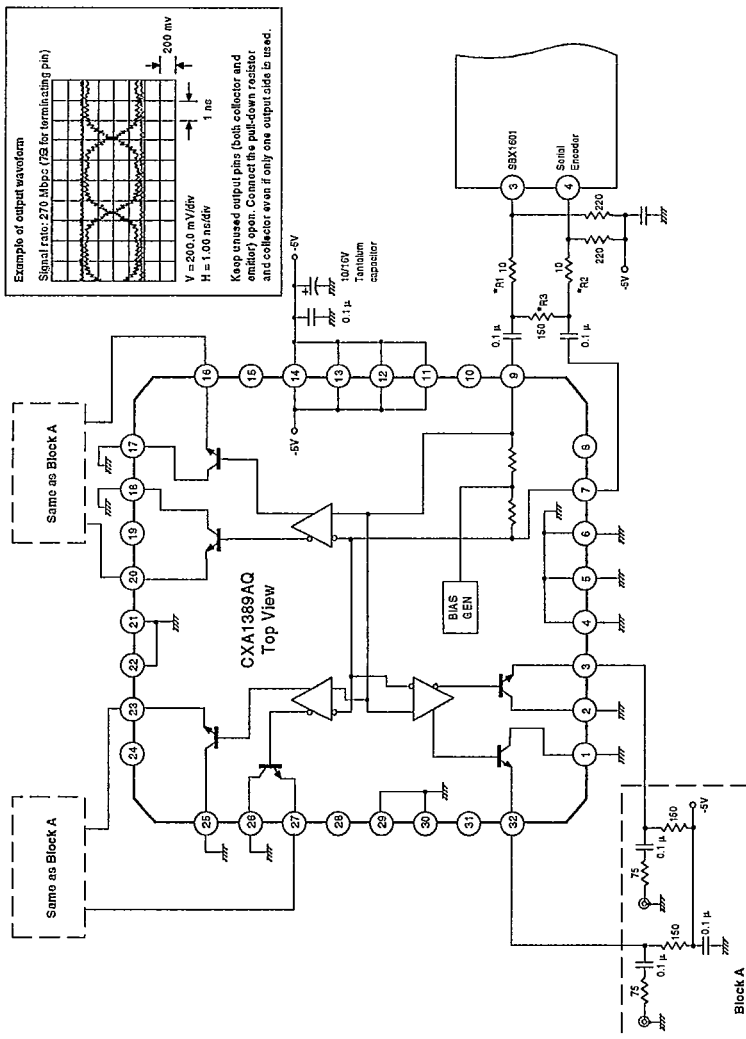 Example of output waveform
Signal rate: 270 Mbpc (75Ω for terminating pin)
200 mv
1 ns
V = 200.0 mV/div
H = 1.00 ns/div
Keep unused output pins (both collector and
emitter) open. Connect the pull-down resistor
and collector even if only one output side is used.
Same as Block A
Same as Block A
-5V
10/16V
Tantalum
capacitor
0.1 µ
-5V
24 23 22 21 20 19 18 17
25 26 27 28 29 30 31 32
16 15 14 13 12 11 10 9
1 2 3 4 5 6 7 8
CXA1389AQ
Top View
BIAS
GEN
0.1 µ
*R1 10
*R3
150
10
*R2
0.1 µ
220
220
-5V
3
SBX1601
4
Serial
Encoder
75
0.1 µ
150
0.1 µ
75
0.1 µ
150
-5V
Block A